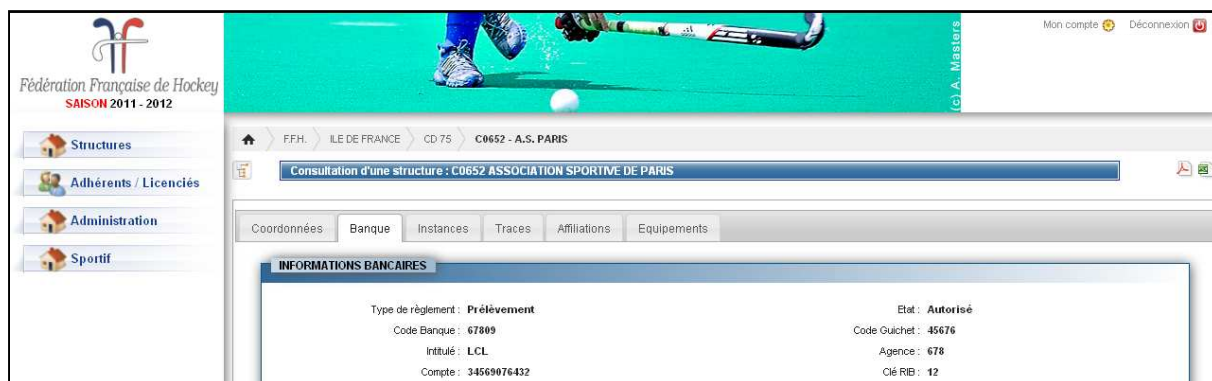 Fédération Française de Hockey
SAISON 2011 - 2012
(c) A. Masters
Mon compte Déconnexion
Structures
Adhérents / Licenciés
Administration
Sportif
F.F.H. ILE DE FRANCE CD 75 C0652 - A.S. PARIS
Consultation d'une structure : C0652 ASSOCIATION SPORTIVE DE PARIS
Coordonnées Banque Instances Traces Affiliations Equipements
INFORMATIONS BANCAIRES
Type de règlement : Prélèvement Etat : Autorisé
Code Banque : 67809 Code Guichet : 45676
Intitulé : LCL Agence : 678
Compte : 34569076432 Clé RIB : 12